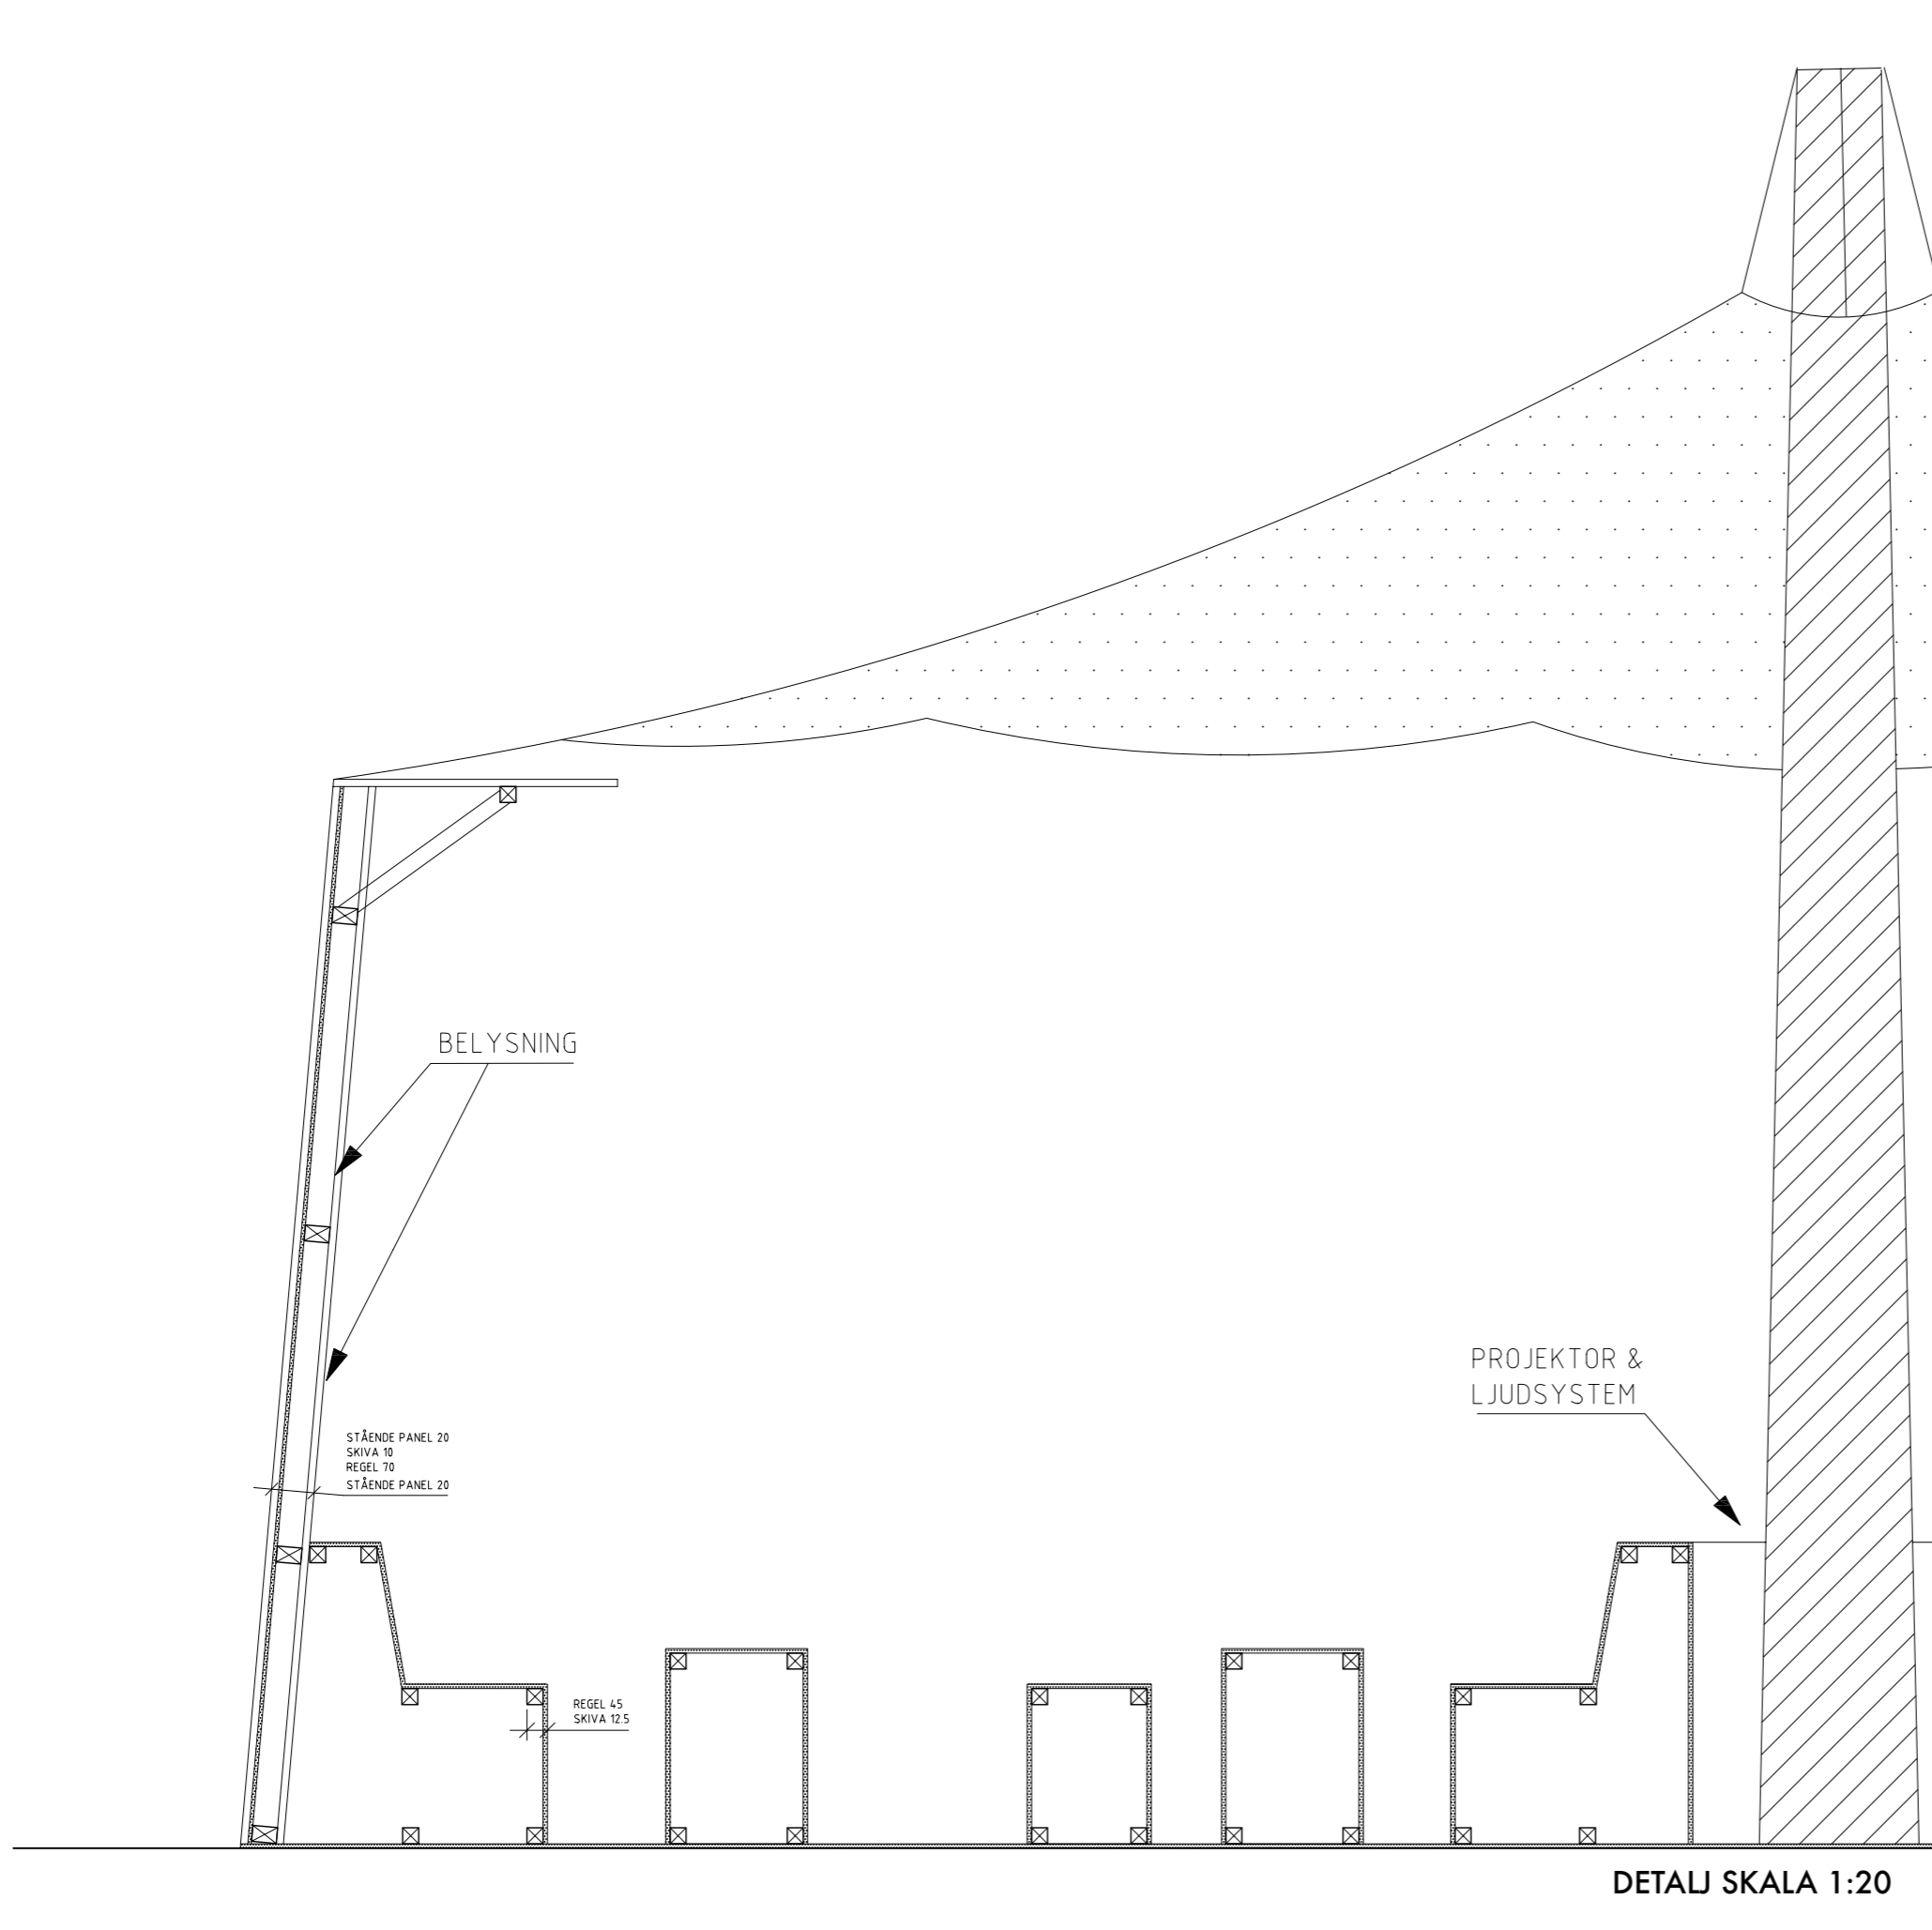 BELYSNING
PROJEKTOR &
LJUDSYSTEM
STÅENDE PANEL 20
SKIVA 10
REGEL 70
STÅENDE PANEL 20
REGEL 45
SKIVA 12.5
DETALJ SKALA 1:20